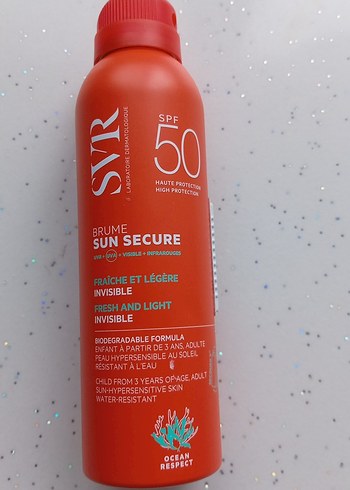 SVR
LABORATOIRE DERMATOLOGIQUE
SPF
50
HAUTE PROTECTION
HIGH PROTECTION
BRUME
SUN SECURE
UVB + UVA + VISIBLE + INFRAROUGES
FRAÎCHE ET LÉGÈRE
INVISIBLE
FRESH AND LIGHT
INVISIBLE
BIODEGRADABLE FORMULA
ENFANT À PARTIR DE 3 ANS, ADULTE
PEAU HYPERSENSIBLE AU SOLEIL
RÉSISTANT À L'EAU
CHILD FROM 3 YEARS OF AGE, ADULT
SUN-HYPERSENSITIVE SKIN
WATER-RESISTANT
OCEAN
RESPECT